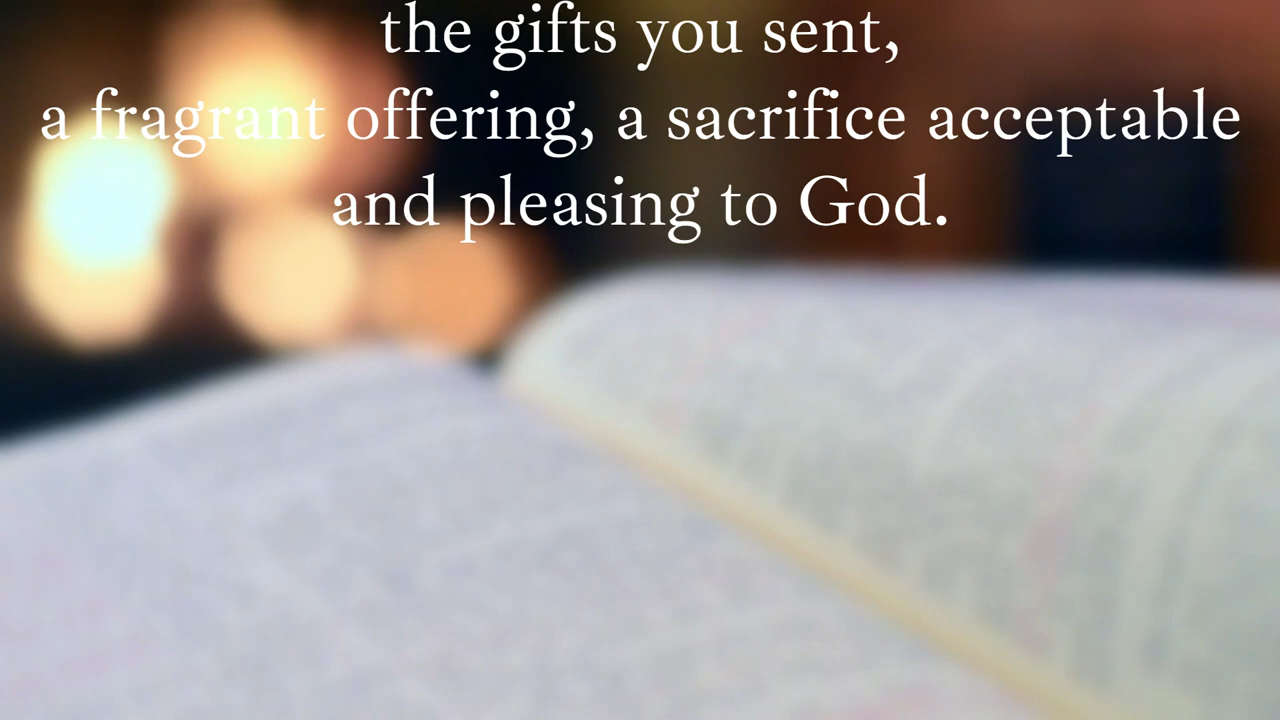 the gifts you sent,
a fragrant offering, a sacrifice acceptable
and pleasing to God.